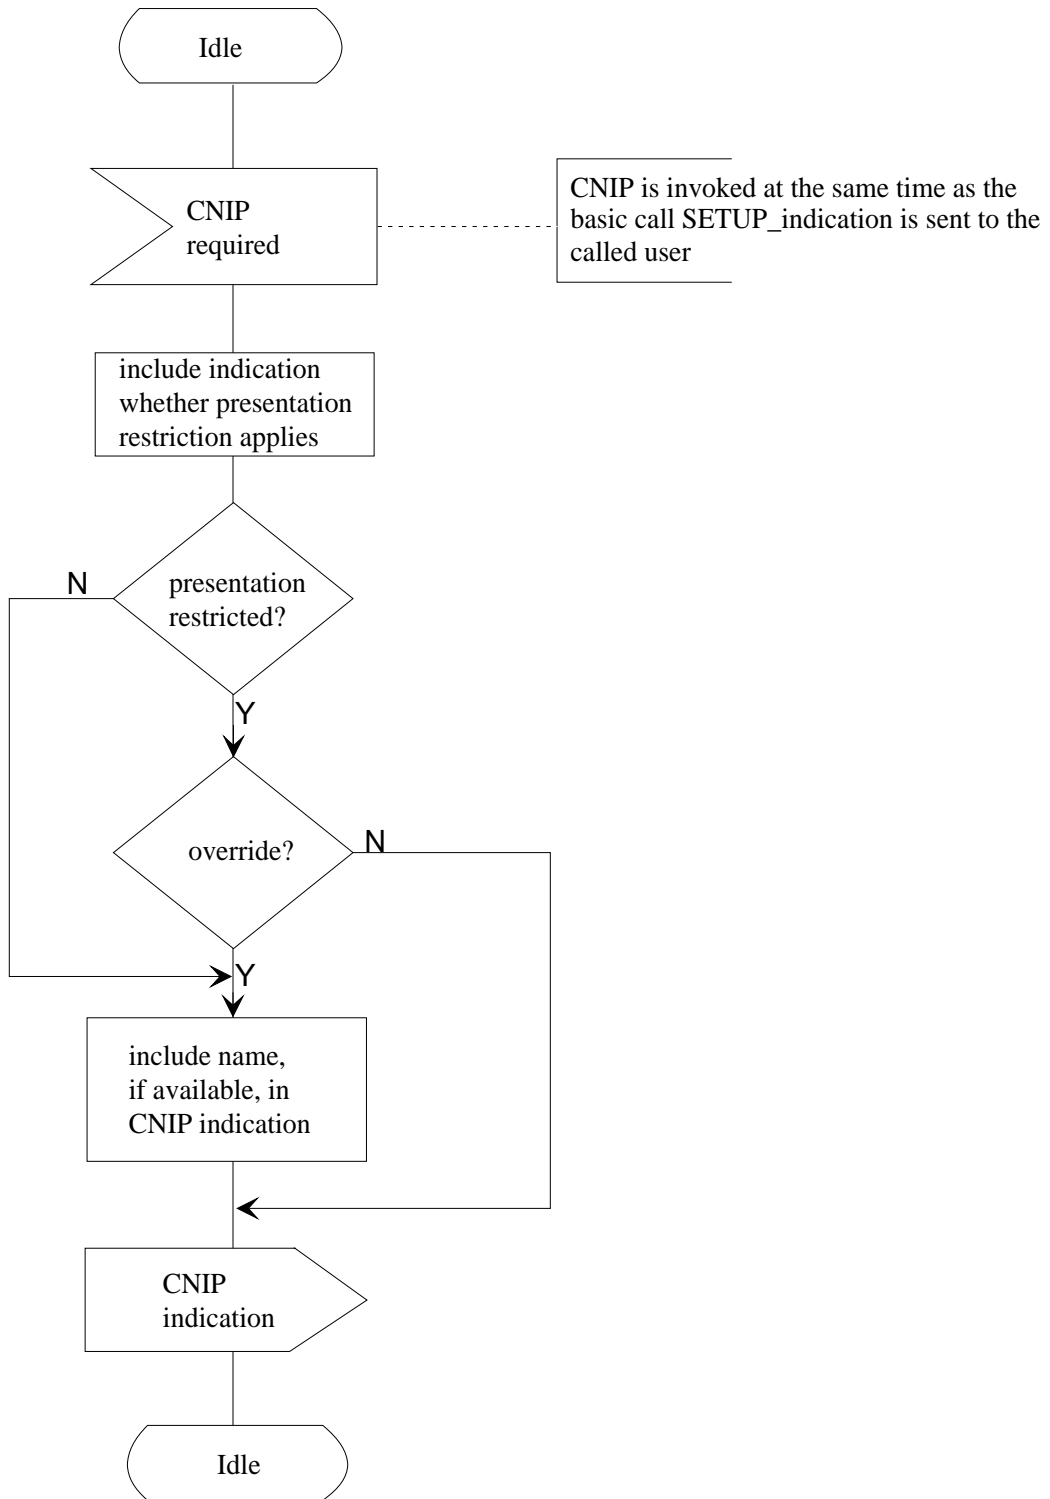 Idle
CNIP
required
CNIP is invoked at the same time as the
basic call SETUP_indication is sent to the
called user
include indication
whether presentation
restriction applies
N
presentation
restricted?
Y
override?
N
Y
include name,
if available, in
CNIP indication
CNIP
indication
Idle